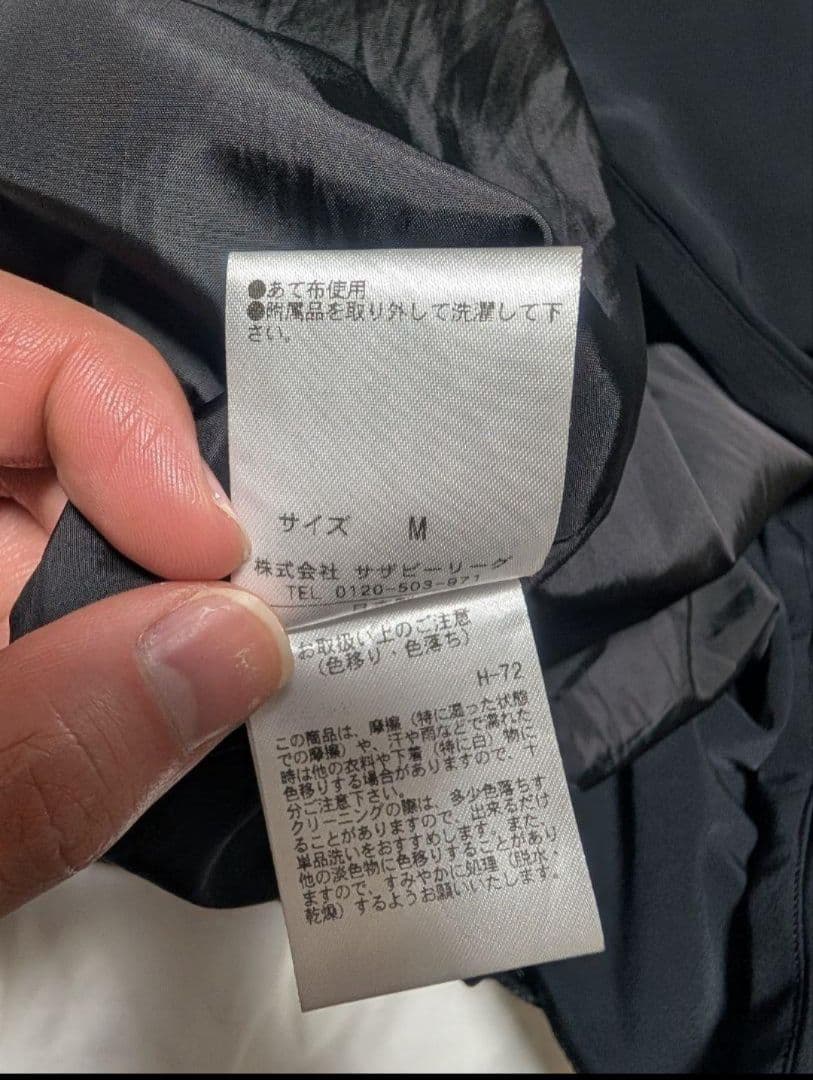 ●あて布使用
●附属品を取り外して洗濯して下
さい。
サイズ M
株式会社 サザビーリーグ
TEL 0120-503-971
お取扱い上のご注意
(色移り・色落ち)
H-72
この商品は、摩擦(特に湿った状態
での摩擦)や、汗や雨などで濡れた
時は他の衣料や下着(特に白)物に
色移りする場合がありますので、十
分ご注意下さい。
クリーニングの際は、多少色落ちす
ることがありますので、出来るだけ
単品洗いをおすすめします。また、
他の淡色物に色移りすることがあり
ますので、すみやかに処理(脱水・
乾燥)するようお願いいたします。